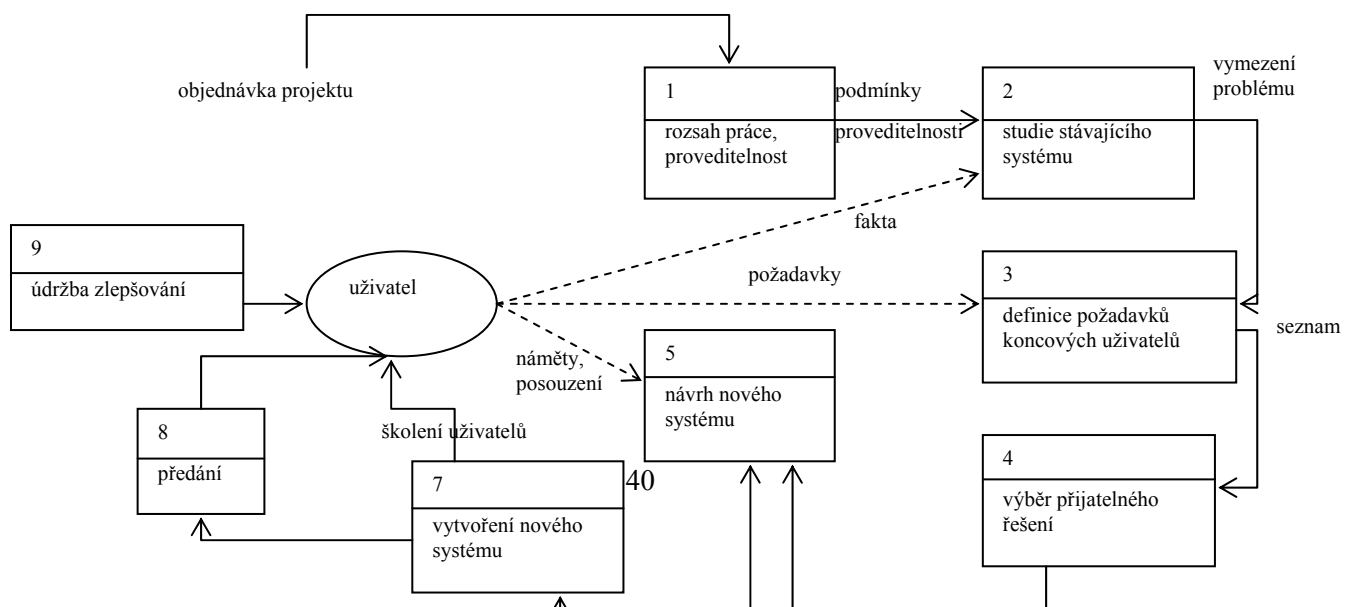 objednávka projektu
1
rozsah práce,
proveditelnost
podmínky
proveditelnosti
2
studie stávajícího
systému
vymezení
problému
fakta
9
údržba zlepšování
uživatel
požadavky
3
definice požadavků
koncových uživatelů
seznam
náměty,
posouzení
5
návrh nového
systému
8
předání
školení uživatelů
7
vytvoření nového
systému
40
4
výběr přijatelného
řešení